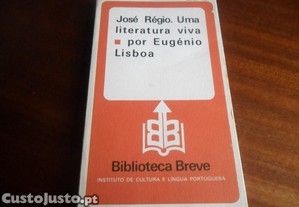 José Régio. Uma
literatura viva
■ por Eugénio
Lisboa
Biblioteca Breve
INSTITUTO DE CULTURA E LÍNGUA PORTUGUESA
CustoJusto.pt